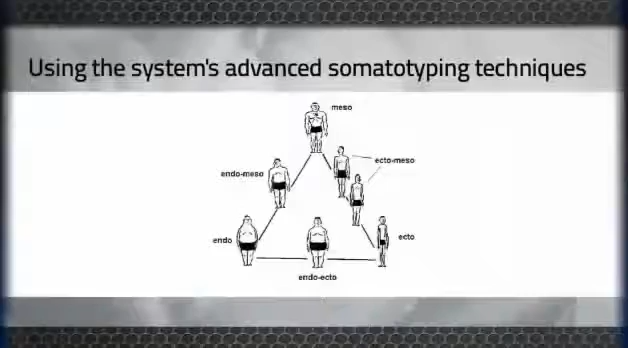 Using the system's advanced somatotyping techniques
meso
ecto-meso
endo-meso
endo
ecto
endo-ecto